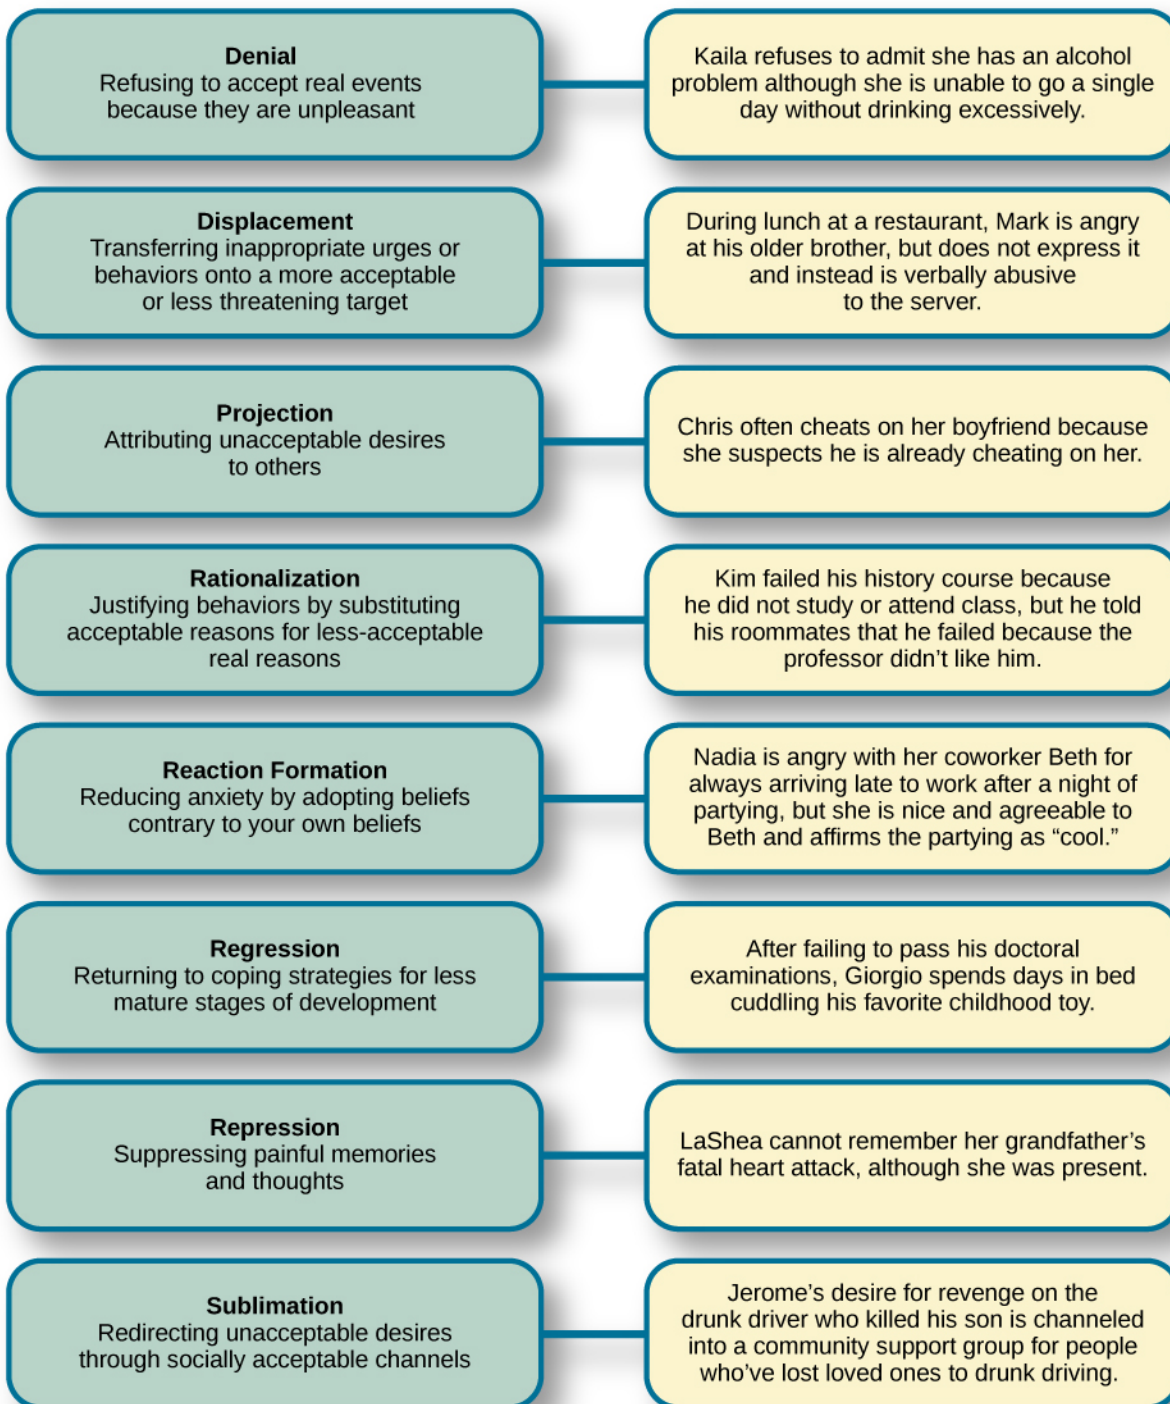 Denial
Refusing to accept real events
because they are unpleasant
Kaila refuses to admit she has an alcohol
problem although she is unable to go a single
day without drinking excessively.
Displacement
Transferring inappropriate urges or
behaviors onto a more acceptable
or less threatening target
During lunch at a restaurant, Mark is angry
at his older brother, but does not express it
and instead is verbally abusive
to the server.
Projection
Attributing unacceptable desires
to others
Chris often cheats on her boyfriend because
she suspects he is already cheating on her.
Rationalization
Justifying behaviors by substituting
acceptable reasons for less-acceptable
real reasons
Kim failed his history course because
he did not study or attend class, but he told
his roommates that he failed because the
professor didn’t like him.
Reaction Formation
Reducing anxiety by adopting beliefs
contrary to your own beliefs
Nadia is angry with her coworker Beth for
always arriving late to work after a night of
partying, but she is nice and agreeable to
Beth and affirms the partying as “cool.”
Regression
Returning to coping strategies for less
mature stages of development
After failing to pass his doctoral
examinations, Giorgio spends days in bed
cuddling his favorite childhood toy.
Repression
Suppressing painful memories
and thoughts
LaShea cannot remember her grandfather’s
fatal heart attack, although she was present.
Sublimation
Redirecting unacceptable desires
through socially acceptable channels
Jerome’s desire for revenge on the
drunk driver who killed his son is channeled
into a community support group for people
who’ve lost loved ones to drunk driving.